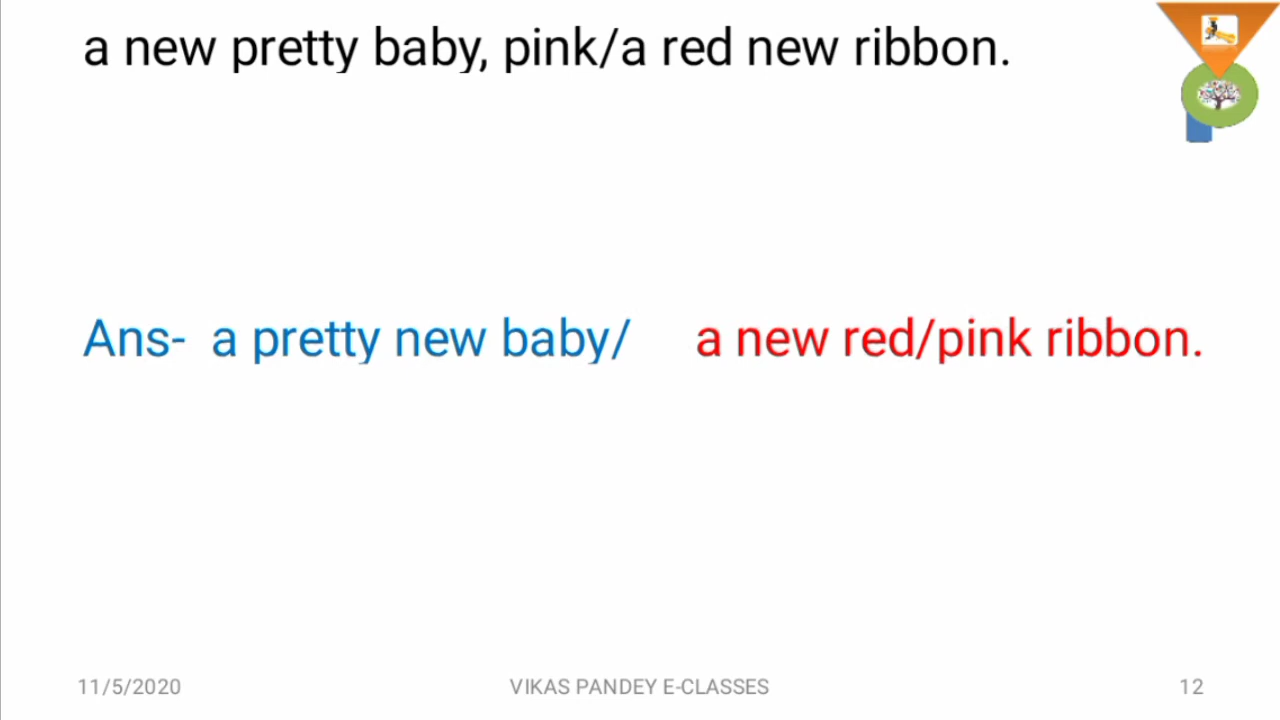 a new pretty baby, pink/a red new ribbon.
Ans- a pretty new baby/ a new red/pink ribbon.
11/5/2020 VIKAS PANDEY E-CLASSES 12